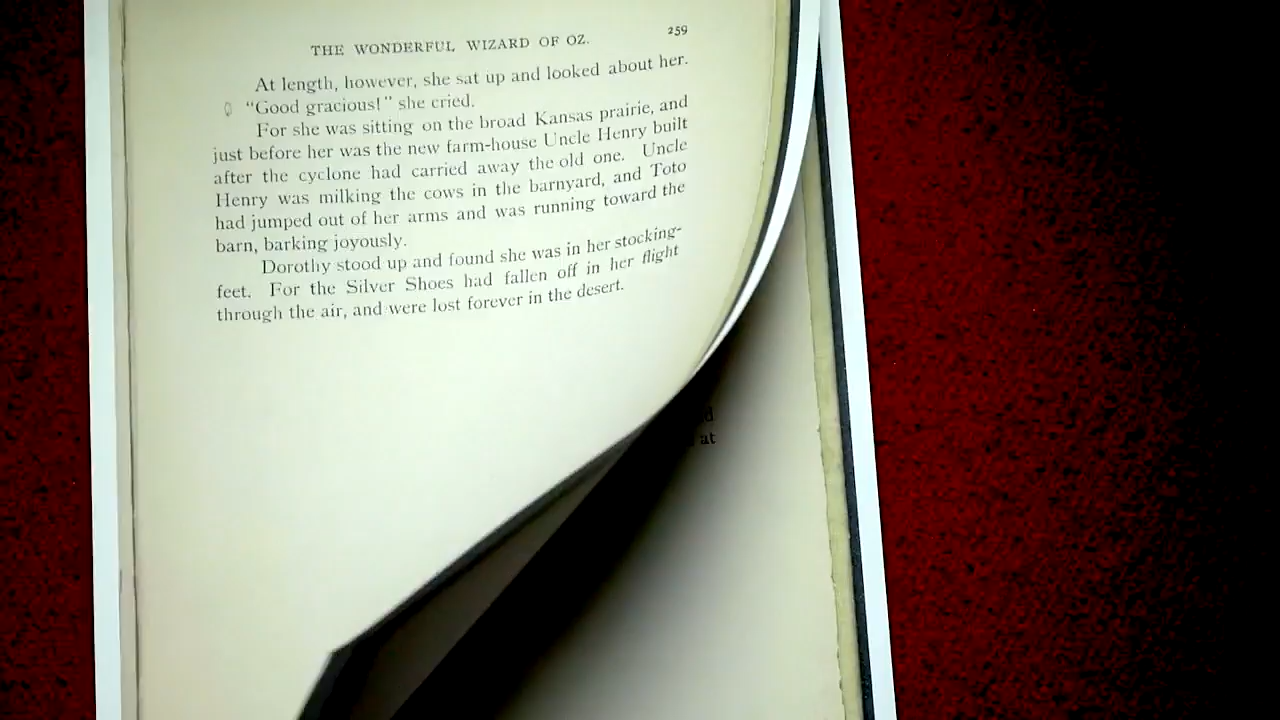 THE WONDERFUL WIZARD OF OZ. 259
At length, however, she sat up and looked about her.
"Good gracious!" she cried.
For she was sitting on the broad Kansas prairie, and
just before her was the new farm-house Uncle Henry built
after the cyclone had carried away the old one. Uncle
Henry was milking the cows in the barnyard, and Toto
had jumped out of her arms and was running toward the
barn, barking joyously.
Dorothy stood up and found she was in her stocking-
feet. For the Silver Shoes had fallen off in her flight
through the air, and were lost forever in the desert.
at